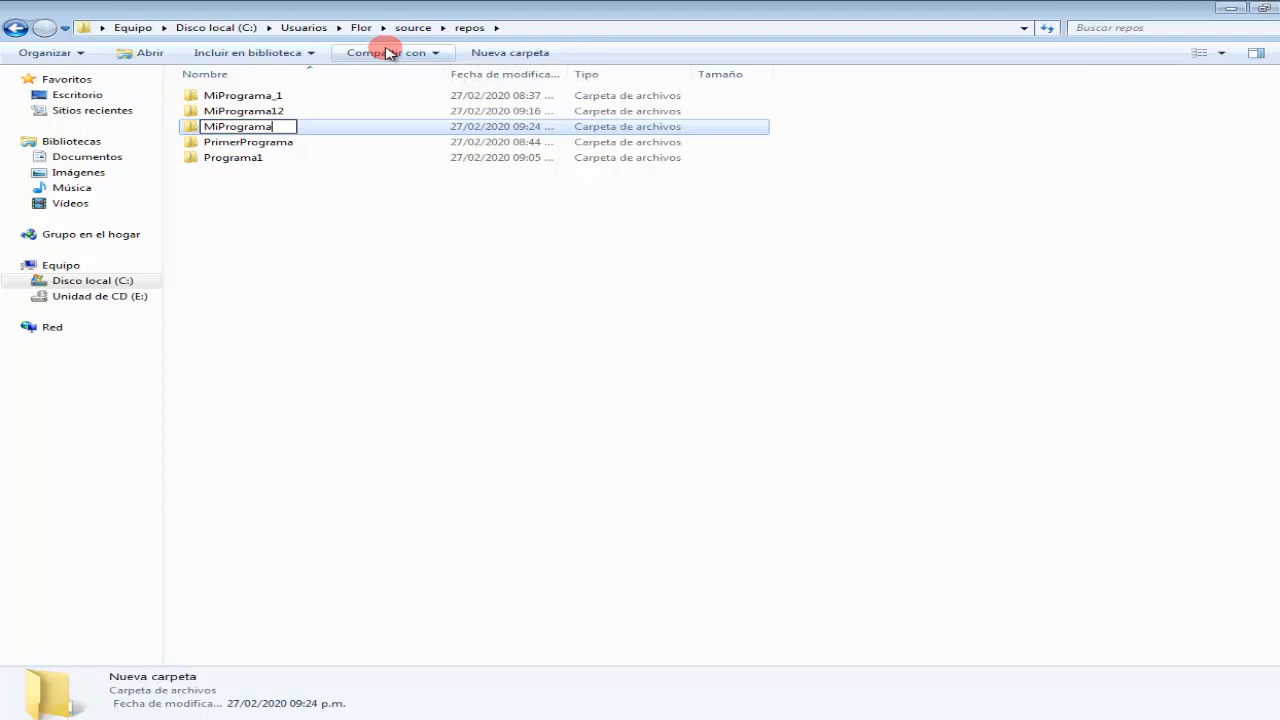 Equipo Disco local (C:) Usuarios Flor source repos Buscar repos
Organizar Abrir Incluir en biblioteca Compartir con Nueva carpeta
Nombre Fecha de modifica... Tipo Tamaño
MiPrograma_1 27/02/2020 08:37 ... Carpeta de archivos
MiPrograma12 27/02/2020 09:16 ... Carpeta de archivos
MiPrograma 27/02/2020 09:24 ... Carpeta de archivos
PrimerPrograma 27/02/2020 08:44 ... Carpeta de archivos
Programa1 27/02/2020 09:05 ... Carpeta de archivos
Favoritos
Escritorio
Sitios recientes
Bibliotecas
Documentos
Imágenes
Música
Vídeos
Grupo en el hogar
Equipo
Disco local (C:)
Unidad de CD (E:)
Red
Nueva carpeta
Carpeta de archivos
Fecha de modifica... 27/02/2020 09:24 p.m.